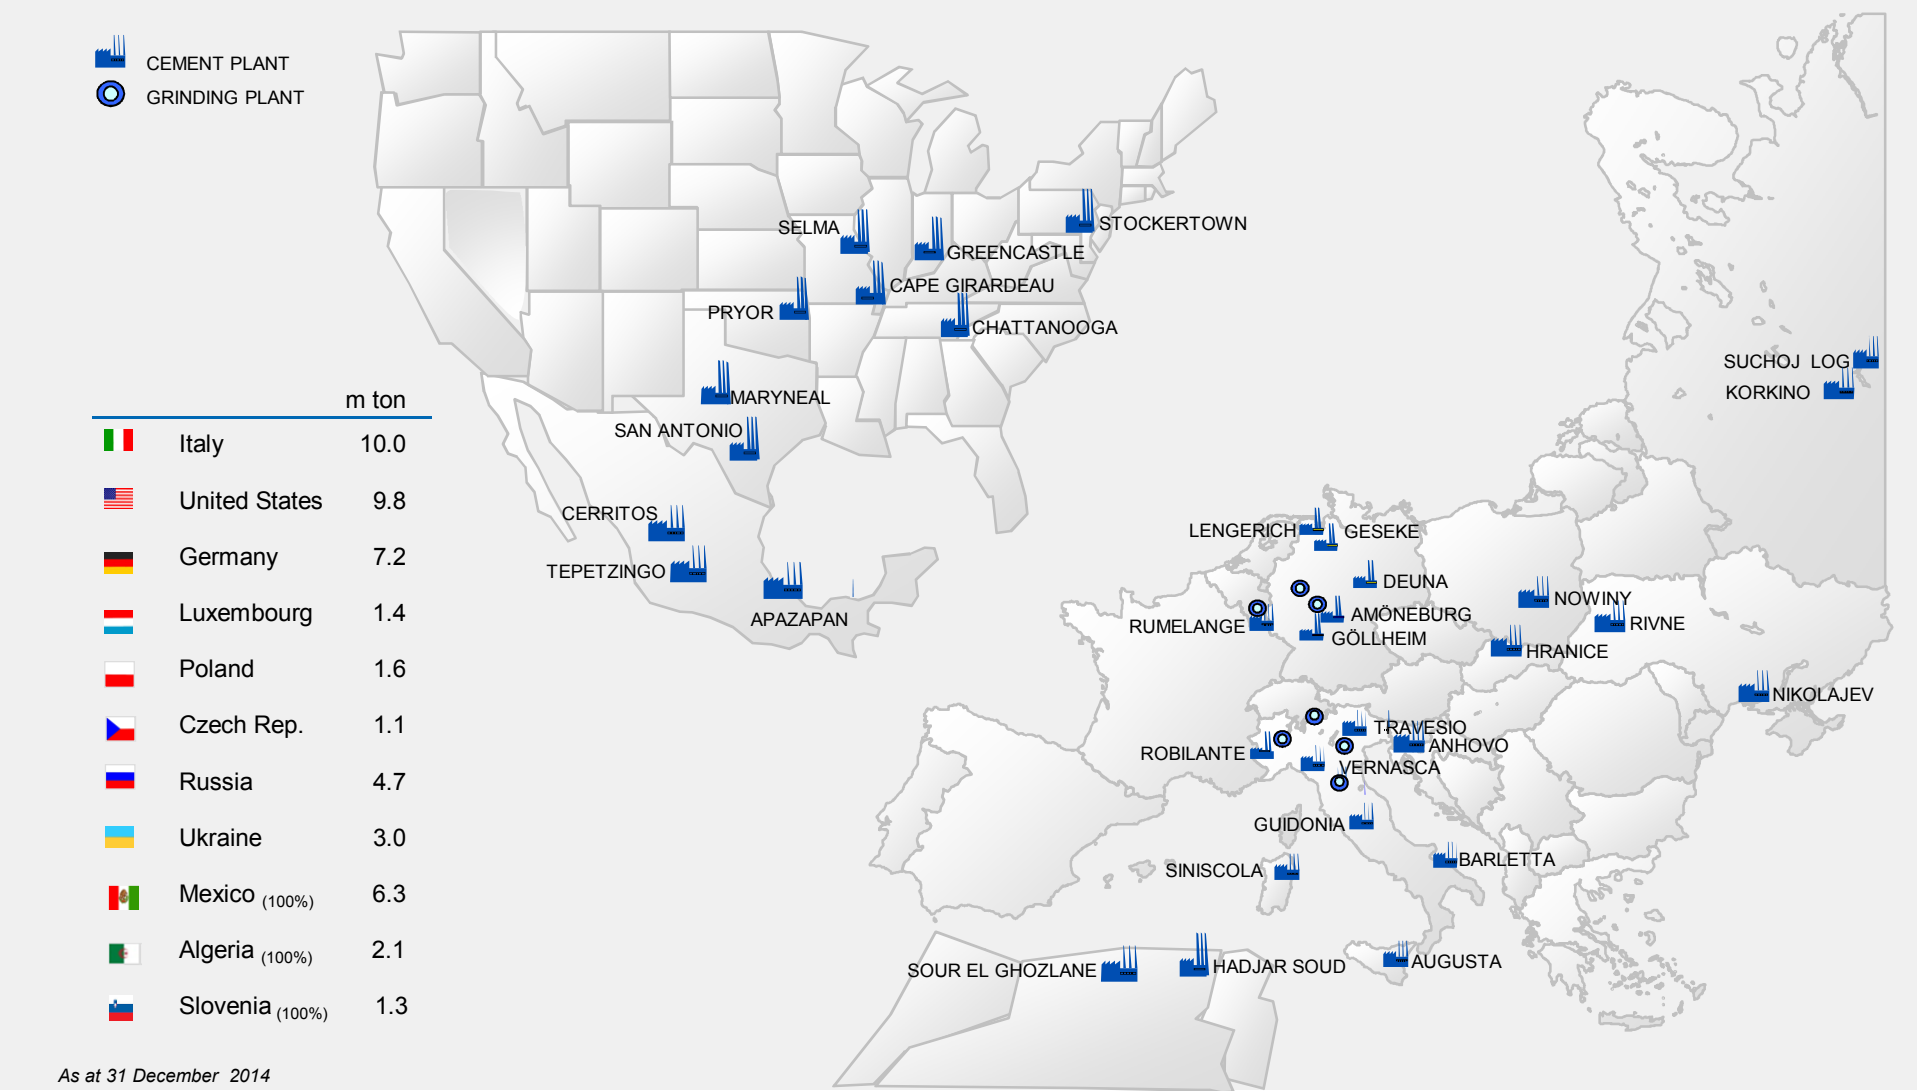 CEMENT PLANT
GRINDING PLANT
SELMA
STOCKERTOWN
GREENCASTLE
CAPE GIRARDEAU
PRYOR
CHATTANOOGA
MARYNEAL
SAN ANTONIO
CERRITOS
TEPETZINGO
APAZAPAN
SUCHOJ LOG
KORKINO
LENGERICH
GESEKE
DEUNA
AMÖNEBURG
RUMELANGE
GÖLLHEIM
NOWINY
RIVNE
HRANICE
NIKOLAJEV
TRAVESIO
ANHOVO
ROBILANTE
VERNASCA
GUIDONIA
BARLETTA
SINISCOLA
SOUR EL GHOZLANE
HADJAR SOUD
AUGUSTA
m ton
Italy 10.0
United States 9.8
Germany 7.2
Luxembourg 1.4
Poland 1.6
Czech Rep. 1.1
Russia 4.7
Ukraine 3.0
Mexico (100%) 6.3
Algeria (100%) 2.1
Slovenia (100%) 1.3
As at 31 December 2014